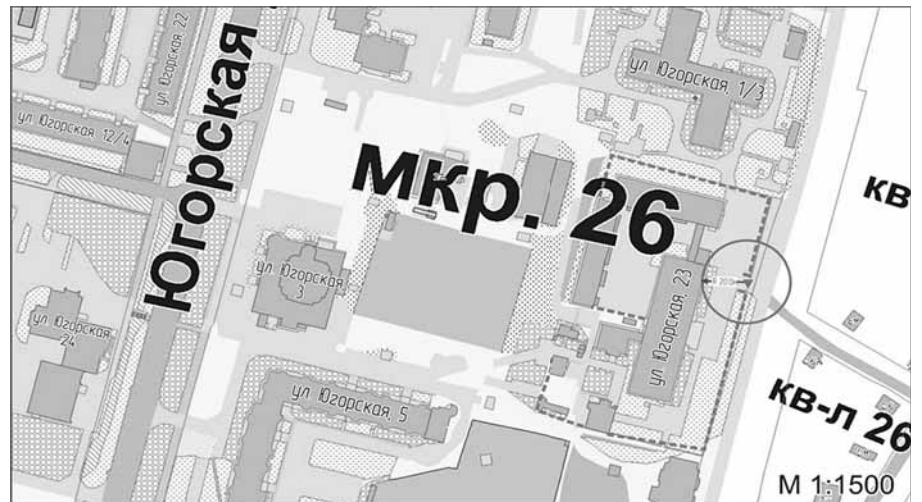 ул. Югорская, 22
Югорская
ул. Югорская, 1/3
ул. Югорская, 12/4
мкр. 26
кв
ул. Югорская
3
ул. Югорская, 23
ул. Югорская
24
ул. Югорская, 5
кв-л 26
М 1:1500